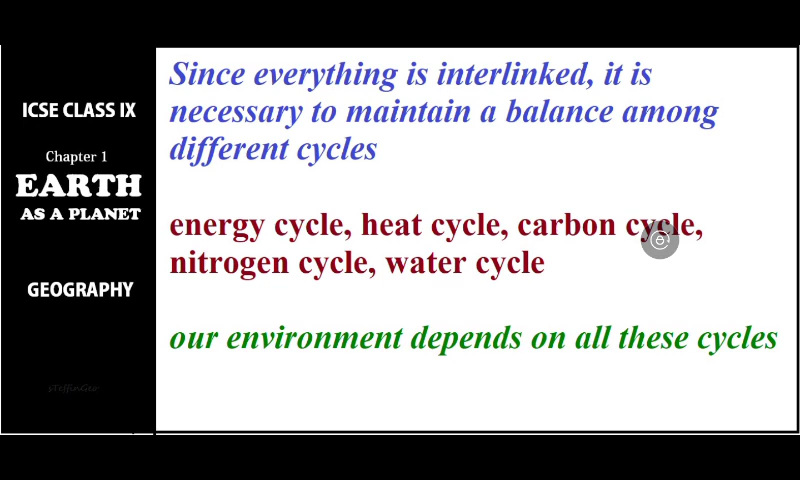 ICSE CLASS IX
Chapter 1
EARTH
AS A PLANET
GEOGRAPHY
sTeffinGeo
Since everything is interlinked, it is
necessary to maintain a balance among
different cycles
energy cycle, heat cycle, carbon cycle,
nitrogen cycle, water cycle
our environment depends on all these cycles